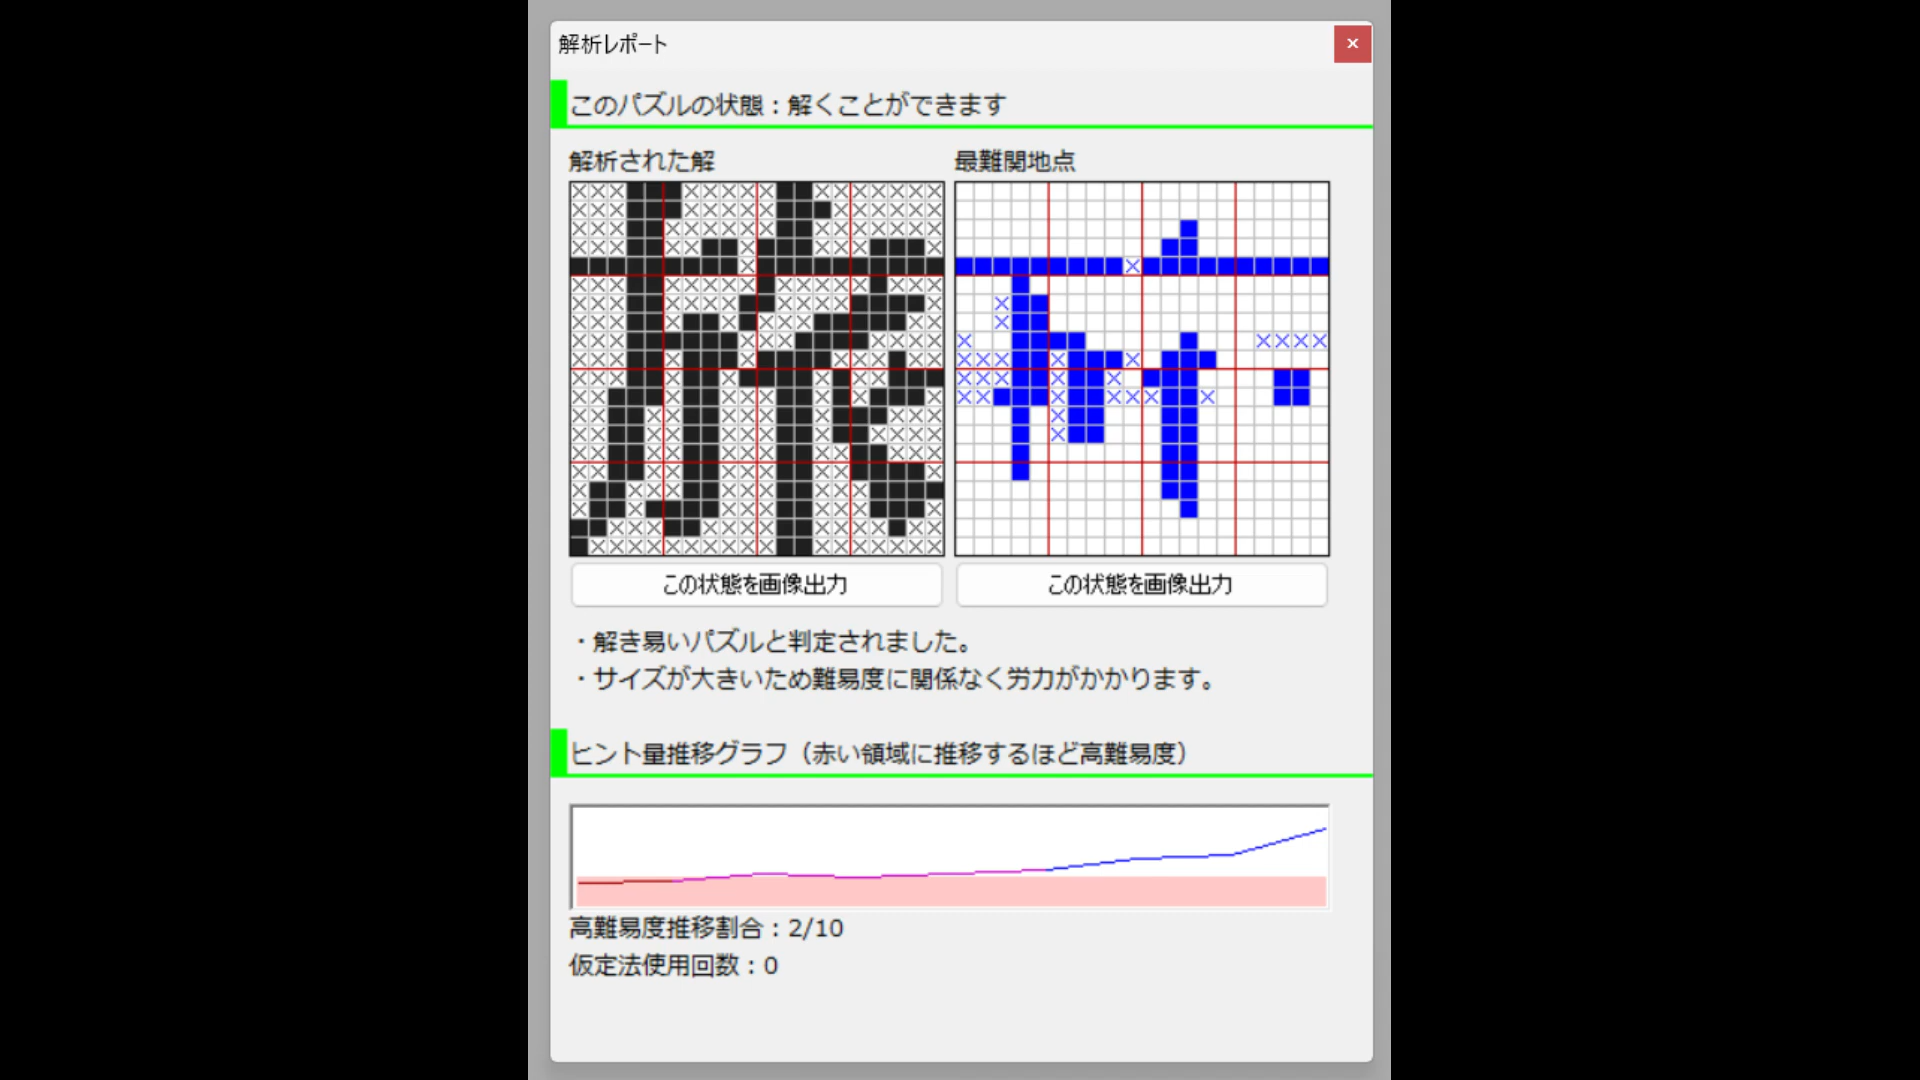 解析レポート
このパズルの状態：解くことができます
解析された解
最難関地点
この状態を画像出力
この状態を画像出力
・解き易いパズルと判定されました。
・サイズが大きいため難易度に関係なく労力がかかります。
ヒント量推移グラフ（赤い領域に推移するほど高難易度）
高難易度推移割合：2/10
仮定法使用回数：0